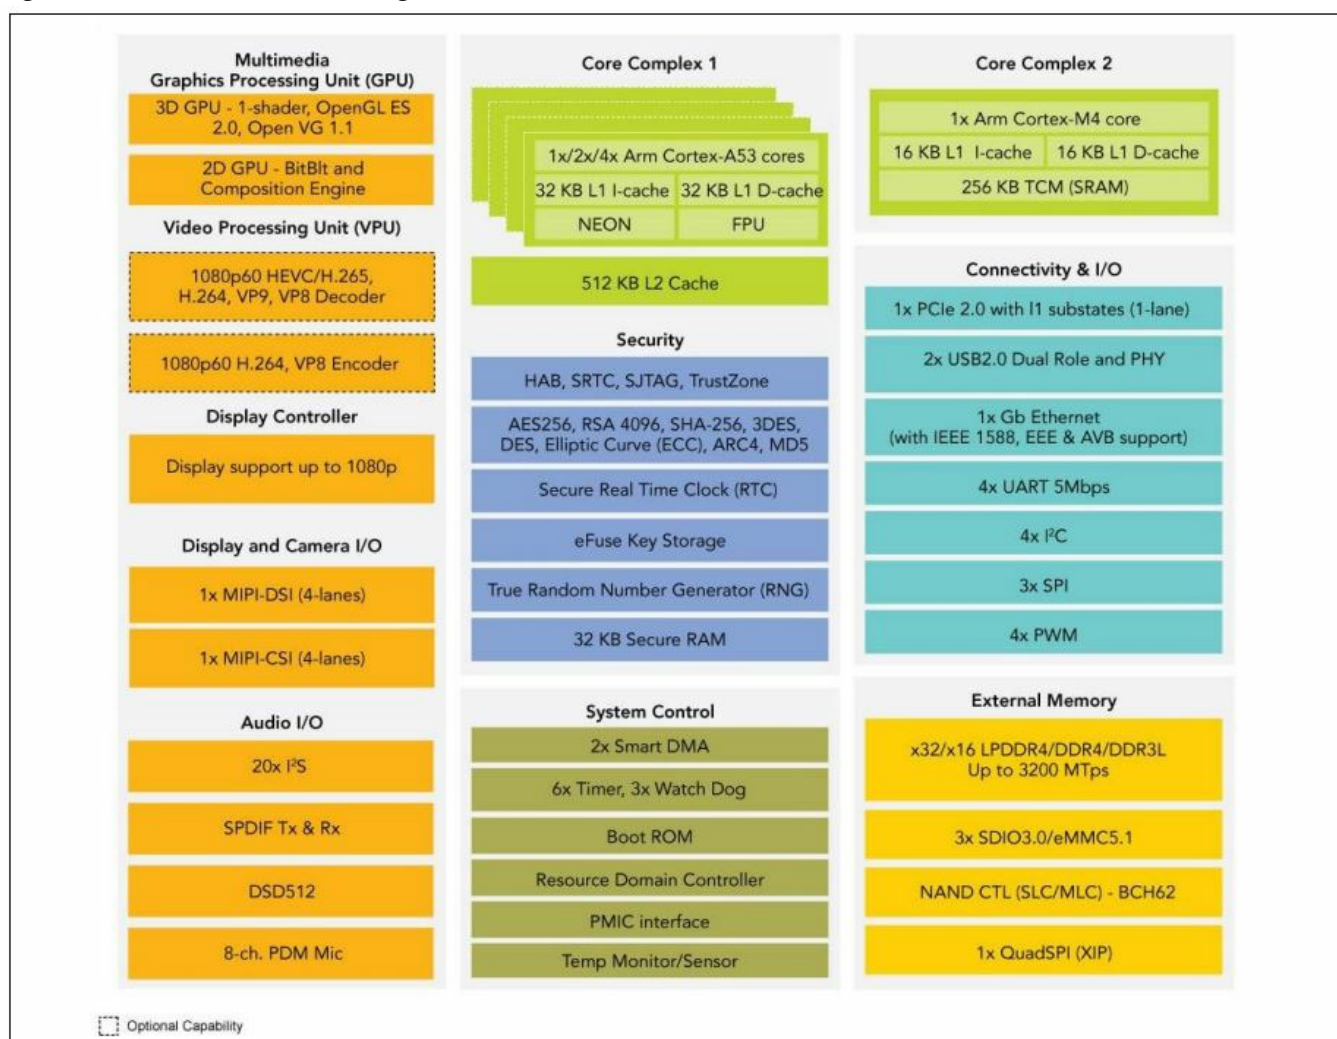 Multimedia
Graphics Processing Unit (GPU)
3D GPU - 1-shader, OpenGL ES
2.0, Open VG 1.1
2D GPU - BitBlt and
Composition Engine
Video Processing Unit (VPU)
1080p60 HEVC/H.265,
H.264, VP9, VP8 Decoder
1080p60 H.264, VP8 Encoder
Display Controller
Display support up to 1080p
Display and Camera I/O
1x MIPI-DSI (4-lanes)
1x MIPI-CSI (4-lanes)
Audio I/O
20x I²S
SPDIF Tx & Rx
DSD512
8-ch. PDM Mic
Core Complex 1
1x/2x/4x Arm Cortex-A53 cores
32 KB L1 I-cache
32 KB L1 D-cache
NEON
FPU
512 KB L2 Cache
Security
HAB, SRTC, SJTAG, TrustZone
AES256, RSA 4096, SHA-256, 3DES,
DES, Elliptic Curve (ECC), ARC4, MD5
Secure Real Time Clock (RTC)
eFuse Key Storage
True Random Number Generator (RNG)
32 KB Secure RAM
System Control
2x Smart DMA
6x Timer, 3x Watch Dog
Boot ROM
Resource Domain Controller
PMIC interface
Temp Monitor/Sensor
Core Complex 2
1x Arm Cortex-M4 core
16 KB L1 I-cache
16 KB L1 D-cache
256 KB TCM (SRAM)
Connectivity & I/O
1x PCIe 2.0 with l1 substates (1-lane)
2x USB2.0 Dual Role and PHY
1x Gb Ethernet
(with IEEE 1588, EEE & AVB support)
4x UART 5Mbps
4x I²C
3x SPI
4x PWM
External Memory
x32/x16 LPDDR4/DDR4/DDR3L
Up to 3200 MTps
3x SDIO3.0/eMMC5.1
NAND CTL (SLC/MLC) - BCH62
1x QuadSPI (XIP)
Optional Capability